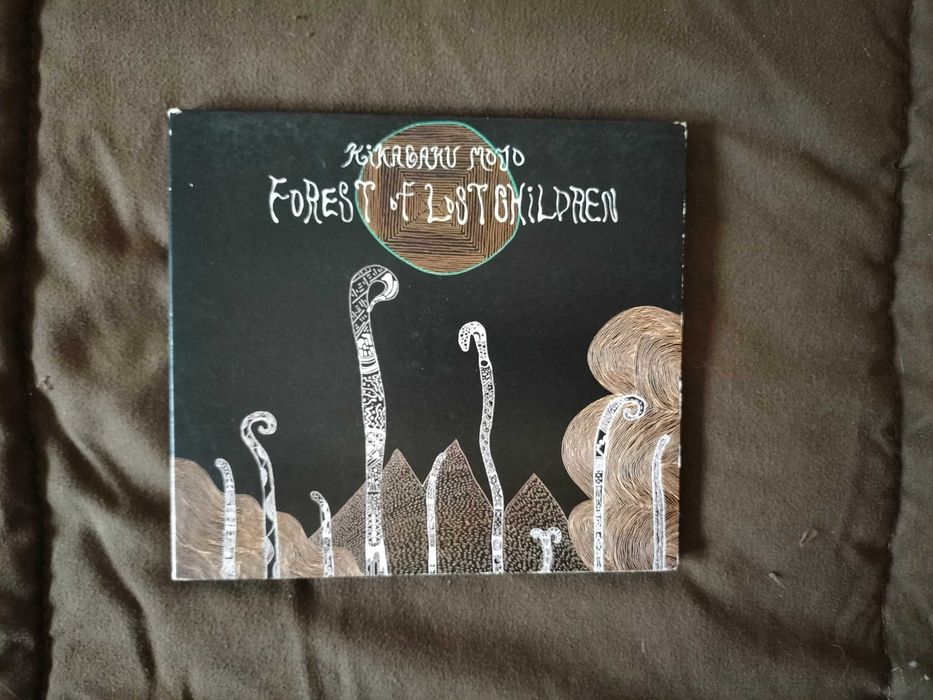 KIKAGAKU MOYO
FOREST of LOST CHILDREN